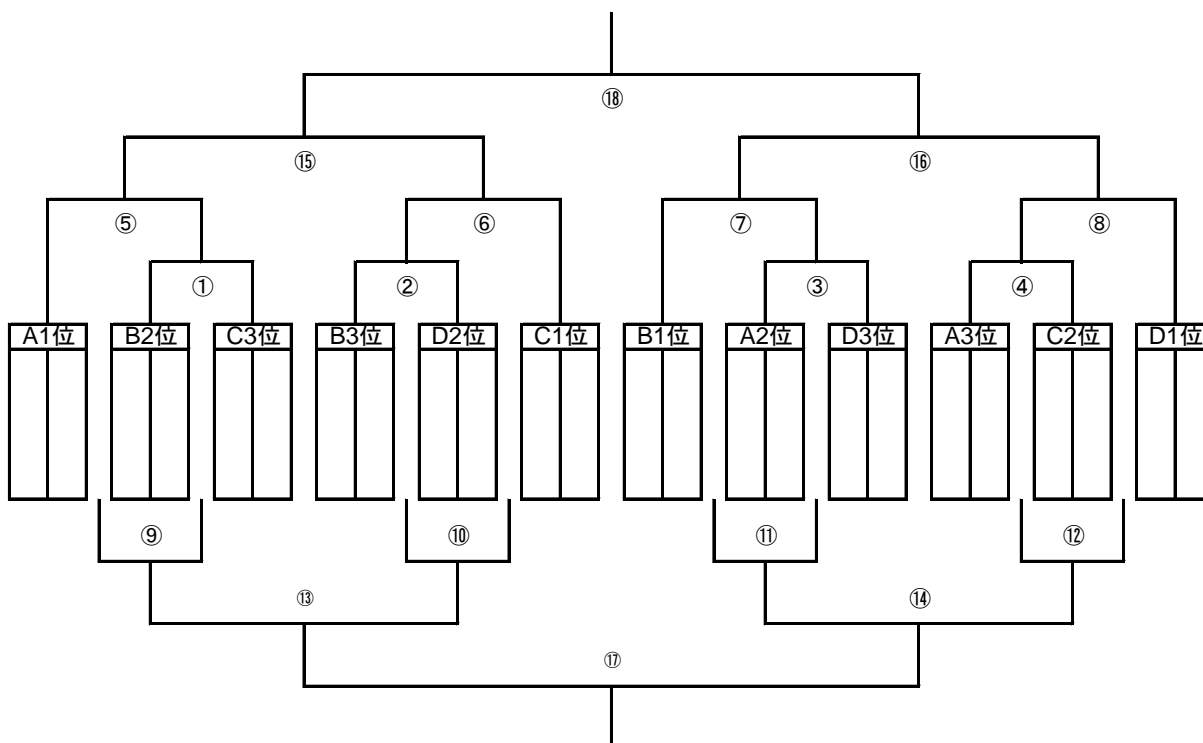 ⑱
⑮ ⑯
⑤ ⑥ ⑦ ⑧
① ② ③ ④
A1位 B2位 C3位 B3位 D2位 C1位 B1位 A2位 D3位 A3位 C2位 D1位
⑨ ⑩ ⑪ ⑫
⑬ ⑭
⑰